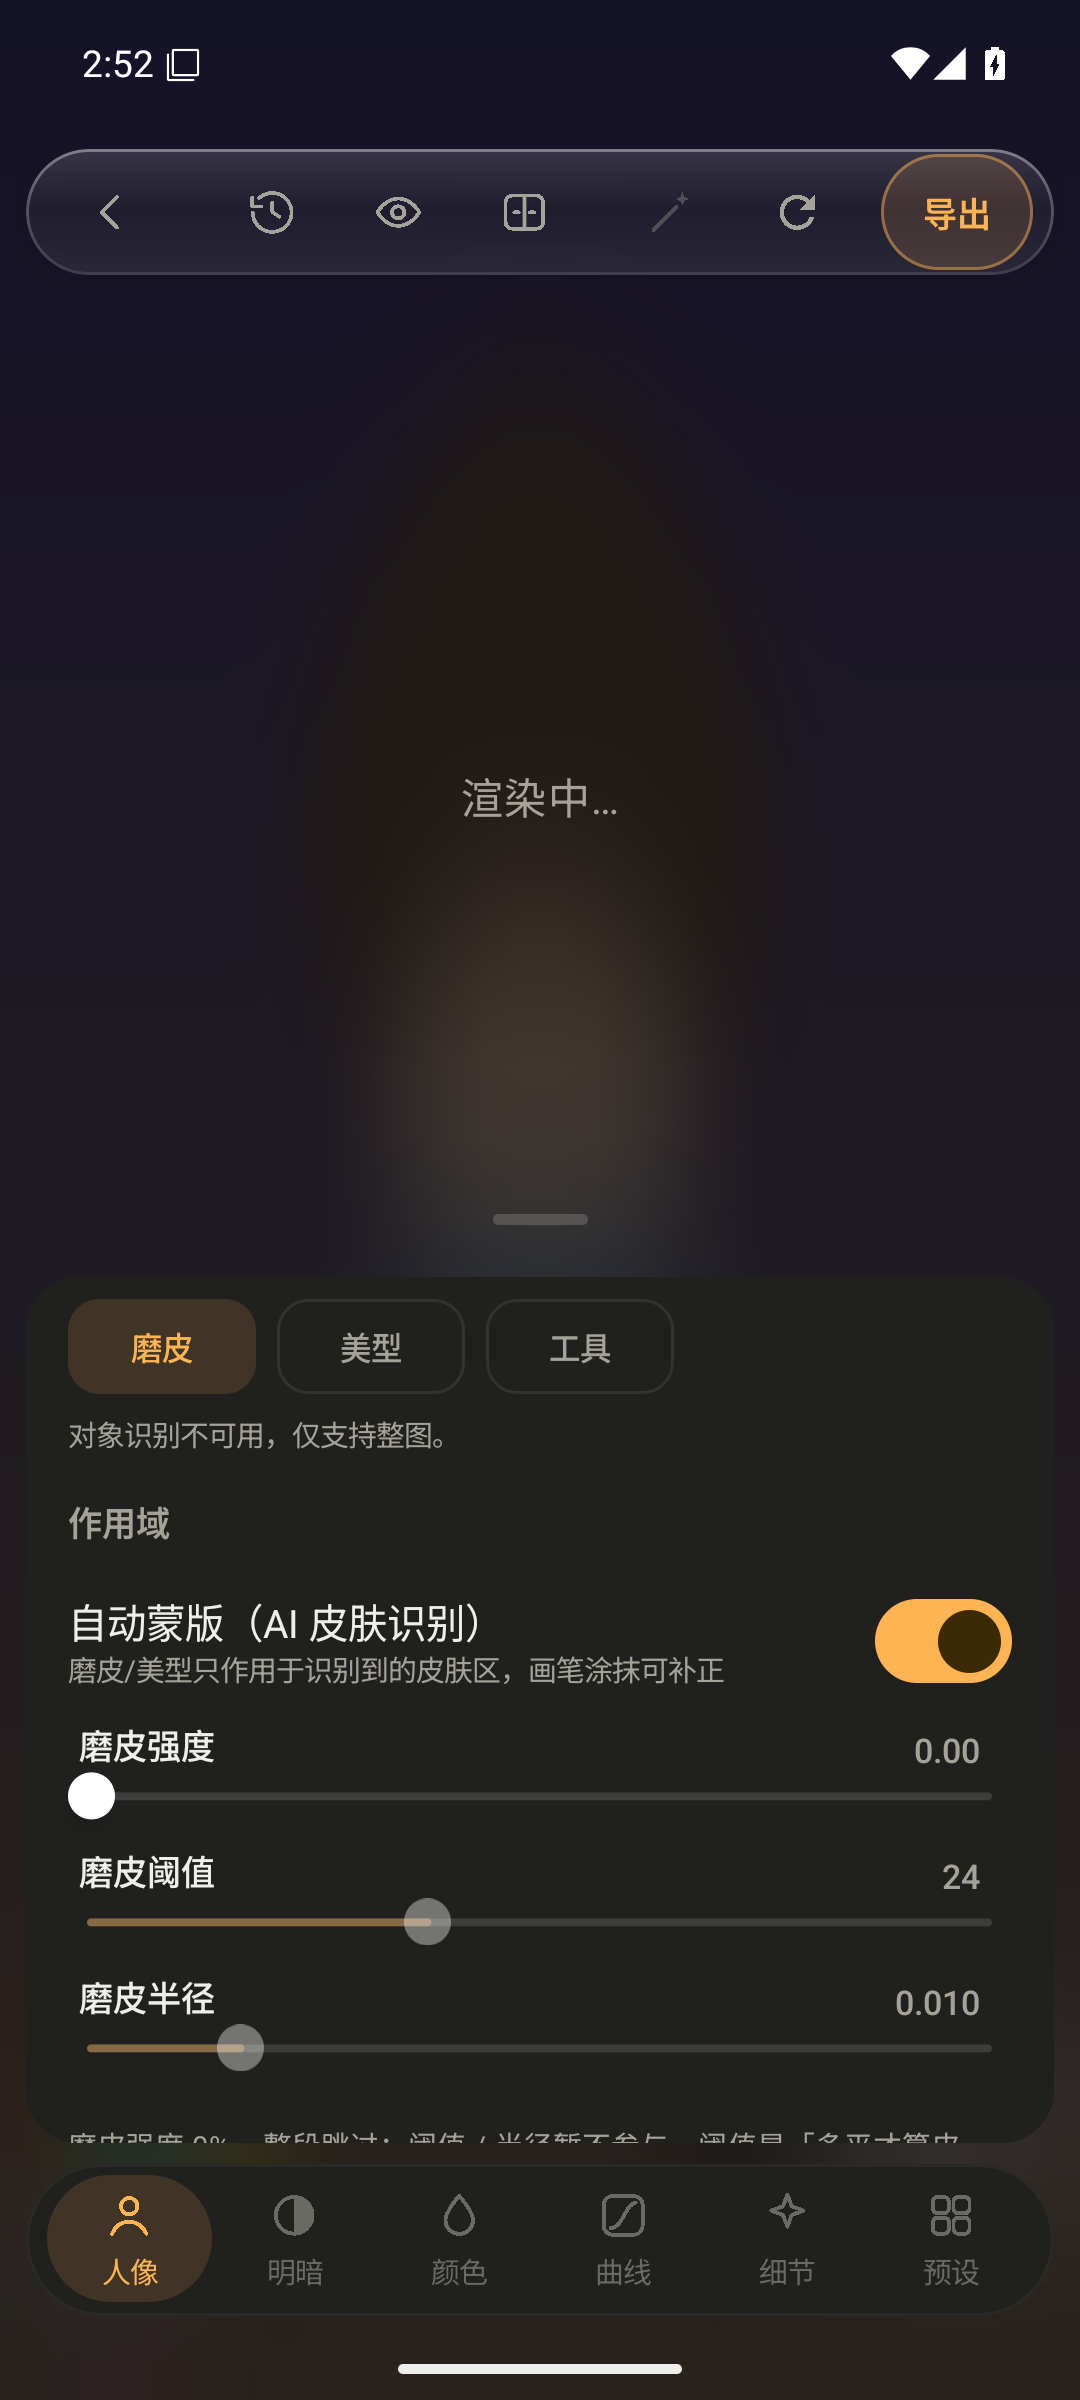 2:52
导出
渲染中...
磨皮
美型
工具
对象识别不可用，仅支持整图。
作用域
自动蒙版（AI 皮肤识别）
磨皮/美型只作用于识别到的皮肤区，画笔涂抹可补正
磨皮强度
0.00
磨皮阈值
24
磨皮半径
0.010
人像
明暗
颜色
曲线
细节
预设